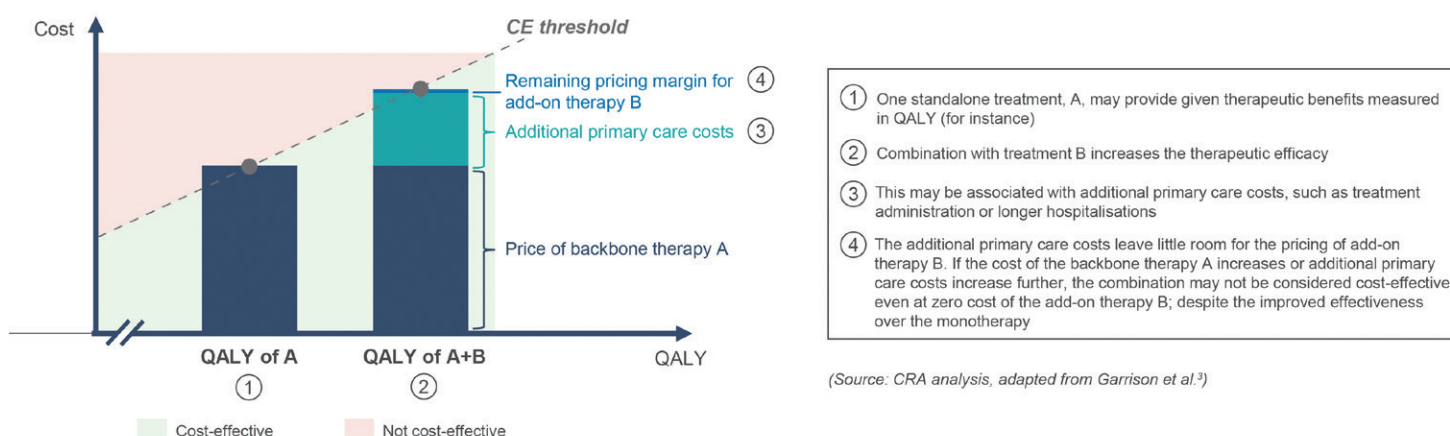 Cost
CE threshold
Remaining pricing margin for
add-on therapy B
4
Additional primary care costs
3
Price of backbone therapy A
QALY of A
QALY of A+B
QALY
1
2
Cost-effective
Not cost-effective
1 One standalone treatment, A, may provide given therapeutic benefits measured
in QALY (for instance)
2 Combination with treatment B increases the therapeutic efficacy
3 This may be associated with additional primary care costs, such as treatment
administration or longer hospitalisations
4 The additional primary care costs leave little room for the pricing of add-on
therapy B. If the cost of the backbone therapy A increases or additional primary
care costs increase further, the combination may not be considered cost-effective
even at zero cost of the add-on therapy B; despite the improved effectiveness
over the monotherapy
(Source: CRA analysis, adapted from Garrison et al.³)